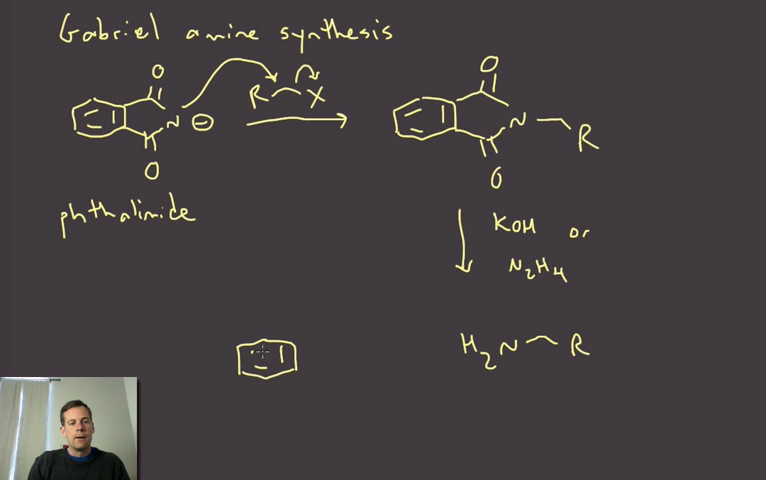 Gabriel amine synthesis
O
O
R X
N ⊖
N
R
O
O
phthalimide
KOH or
N2H4
H2N R